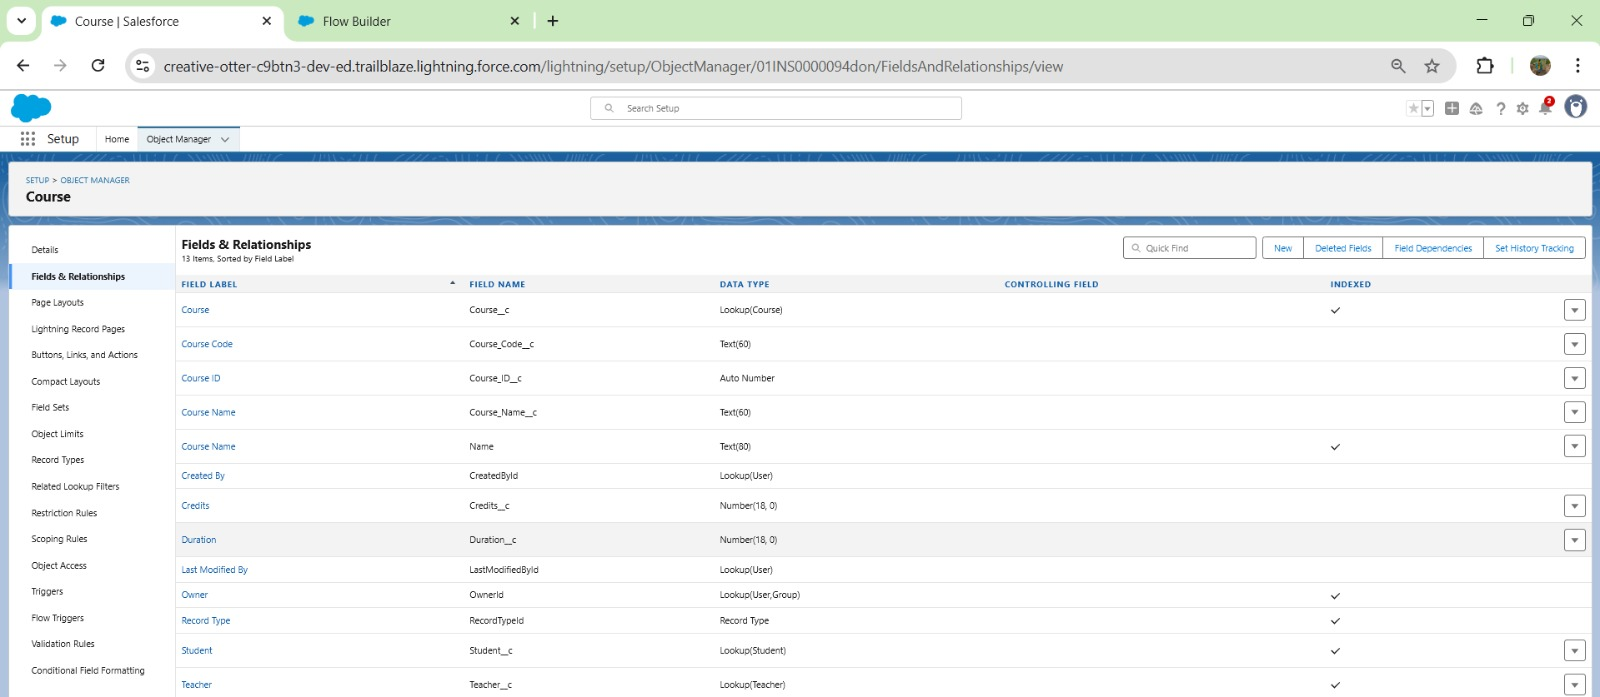 Course | Salesforce
Flow Builder
creative-otter-c9btn3-dev-ed.trailblaze.lightning.force.com/lightning/setup/ObjectManager/01INS0000094don/FieldsAndRelationships/view
Search Setup
2
Setup Home Object Manager
SETUP > OBJECT MANAGER
Course
Details
Fields & Relationships
Page Layouts
Lightning Record Pages
Buttons, Links, and Actions
Compact Layouts
Field Sets
Object Limits
Record Types
Related Lookup Filters
Restriction Rules
Scoping Rules
Object Access
Triggers
Flow Triggers
Validation Rules
Conditional Field Formatting
Fields & Relationships
13 Items, Sorted by Field Label
Quick Find New Deleted Fields Field Dependencies Set History Tracking
FIELD LABEL FIELD NAME DATA TYPE CONTROLLING FIELD INDEXED
Course Course__c Lookup(Course)
Course Code Course_Code__c Text(60)
Course ID Course_ID__c Auto Number
Course Name Course_Name__c Text(60)
Course Name Name Text(80)
Created By CreatedById Lookup(User)
Credits Credits__c Number(18, 0)
Duration Duration__c Number(18, 0)
Last Modified By LastModifiedById Lookup(User)
Owner OwnerId Lookup(User,Group)
Record Type RecordTypeId Record Type
Student Student__c Lookup(Student)
Teacher Teacher__c Lookup(Teacher)